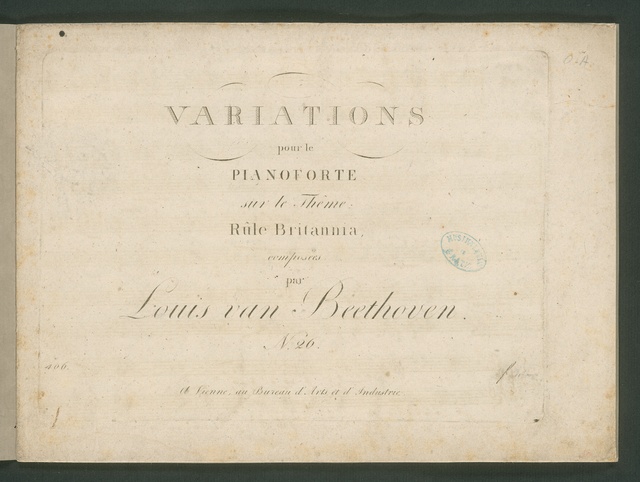 O.A.
VARIATIONS
pour le
PIANOFORTE
sur le Thême:
Rûle Britannia,
composées
par
Louis van Beethoven.
N. 26.
406.
A Vienne, au Bureau d'Arts et d'Industrie.